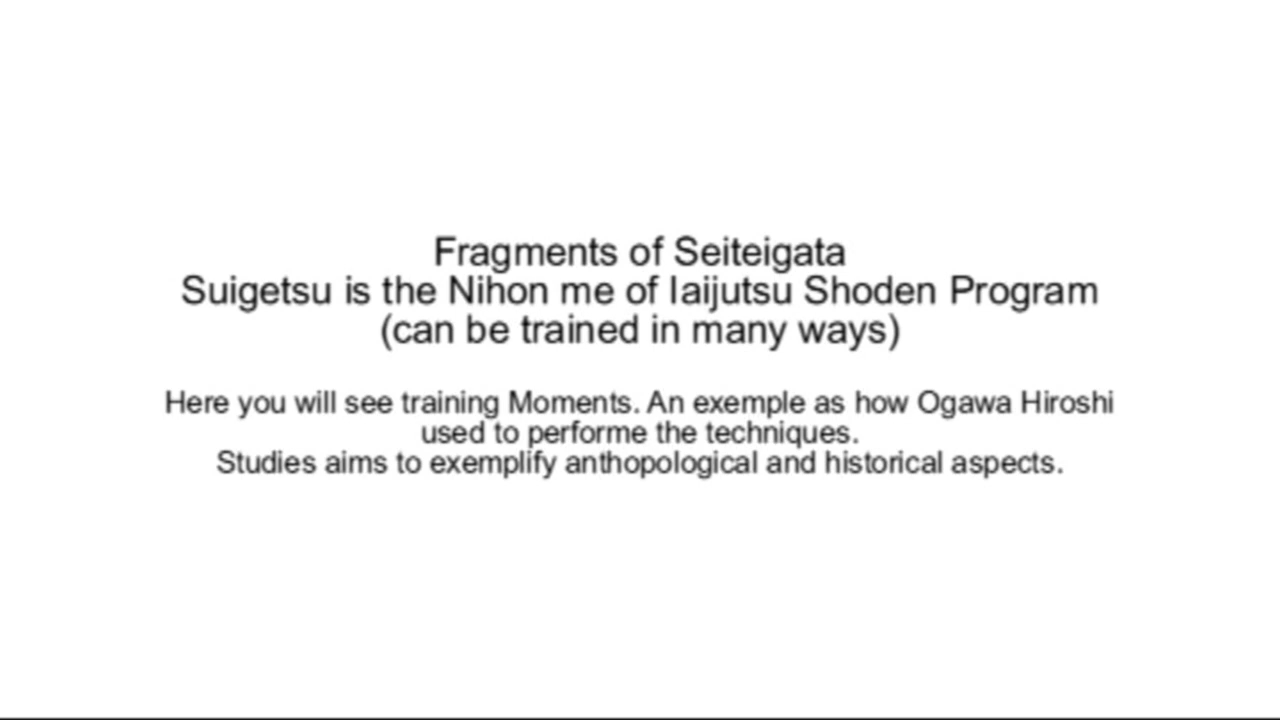 Fragments of Seiteigata
Suigetsu is the Nihon me of Iaijutsu Shoden Program
(can be trained in many ways)
Here you will see training Moments. An exemple as how Ogawa Hiroshi
used to performe the techniques.
Studies aims to exemplify anthopological and historical aspects.